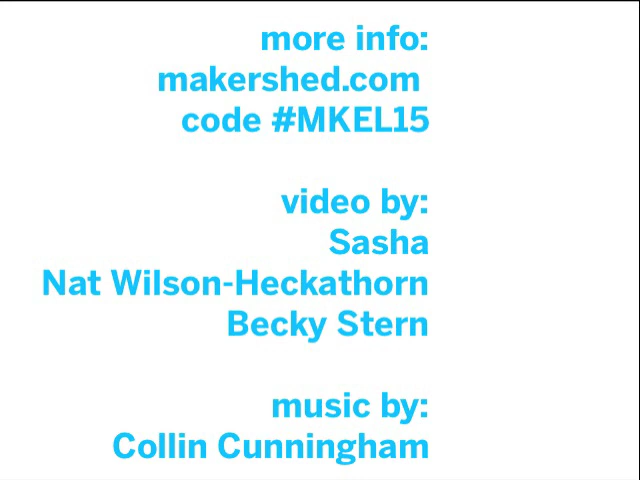 more info:
makershed.com
code #MKEL15
video by:
Sasha
Nat Wilson-Heckathorn
Becky Stern
music by:
Collin Cunningham